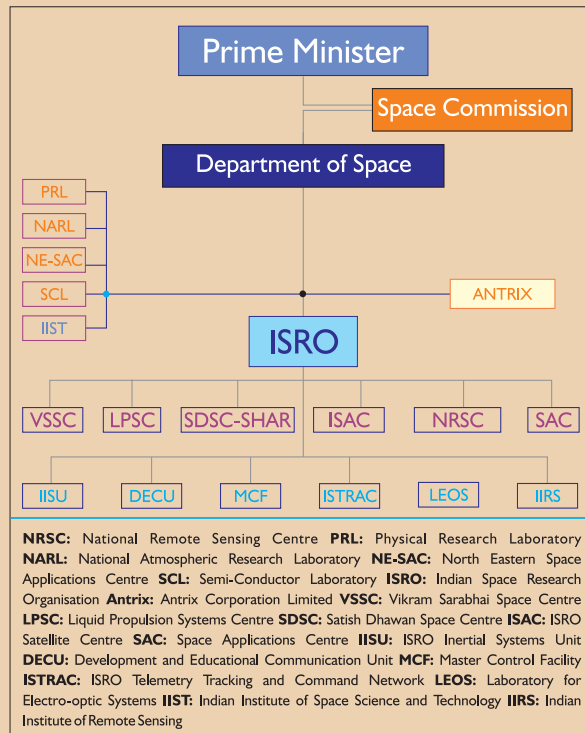 Prime Minister
Space Commission
Department of Space
PRL
NARL
NE-SAC
SCL
IIST
ANTRIX
ISRO
VSSC LPSC SDSC-SHAR ISAC NRSC SAC
IISU DECU MCF ISTRAC LEOS IIRS
NRSC: National Remote Sensing Centre PRL: Physical Research Laboratory
NARL: National Atmospheric Research Laboratory NE-SAC: North Eastern Space
Applications Centre SCL: Semi-Conductor Laboratory ISRO: Indian Space Research
Organisation Antrix: Antrix Corporation Limited VSSC: Vikram Sarabhai Space Centre
LPSC: Liquid Propulsion Systems Centre SDSC: Satish Dhawan Space Centre ISAC: ISRO
Satellite Centre SAC: Space Applications Centre IISU: ISRO Inertial Systems Unit
DECU: Development and Educational Communication Unit MCF: Master Control Facility
ISTRAC: ISRO Telemetry Tracking and Command Network LEOS: Laboratory for
Electro-optic Systems IIST: Indian Institute of Space Science and Technology IIRS: Indian
Institute of Remote Sensing